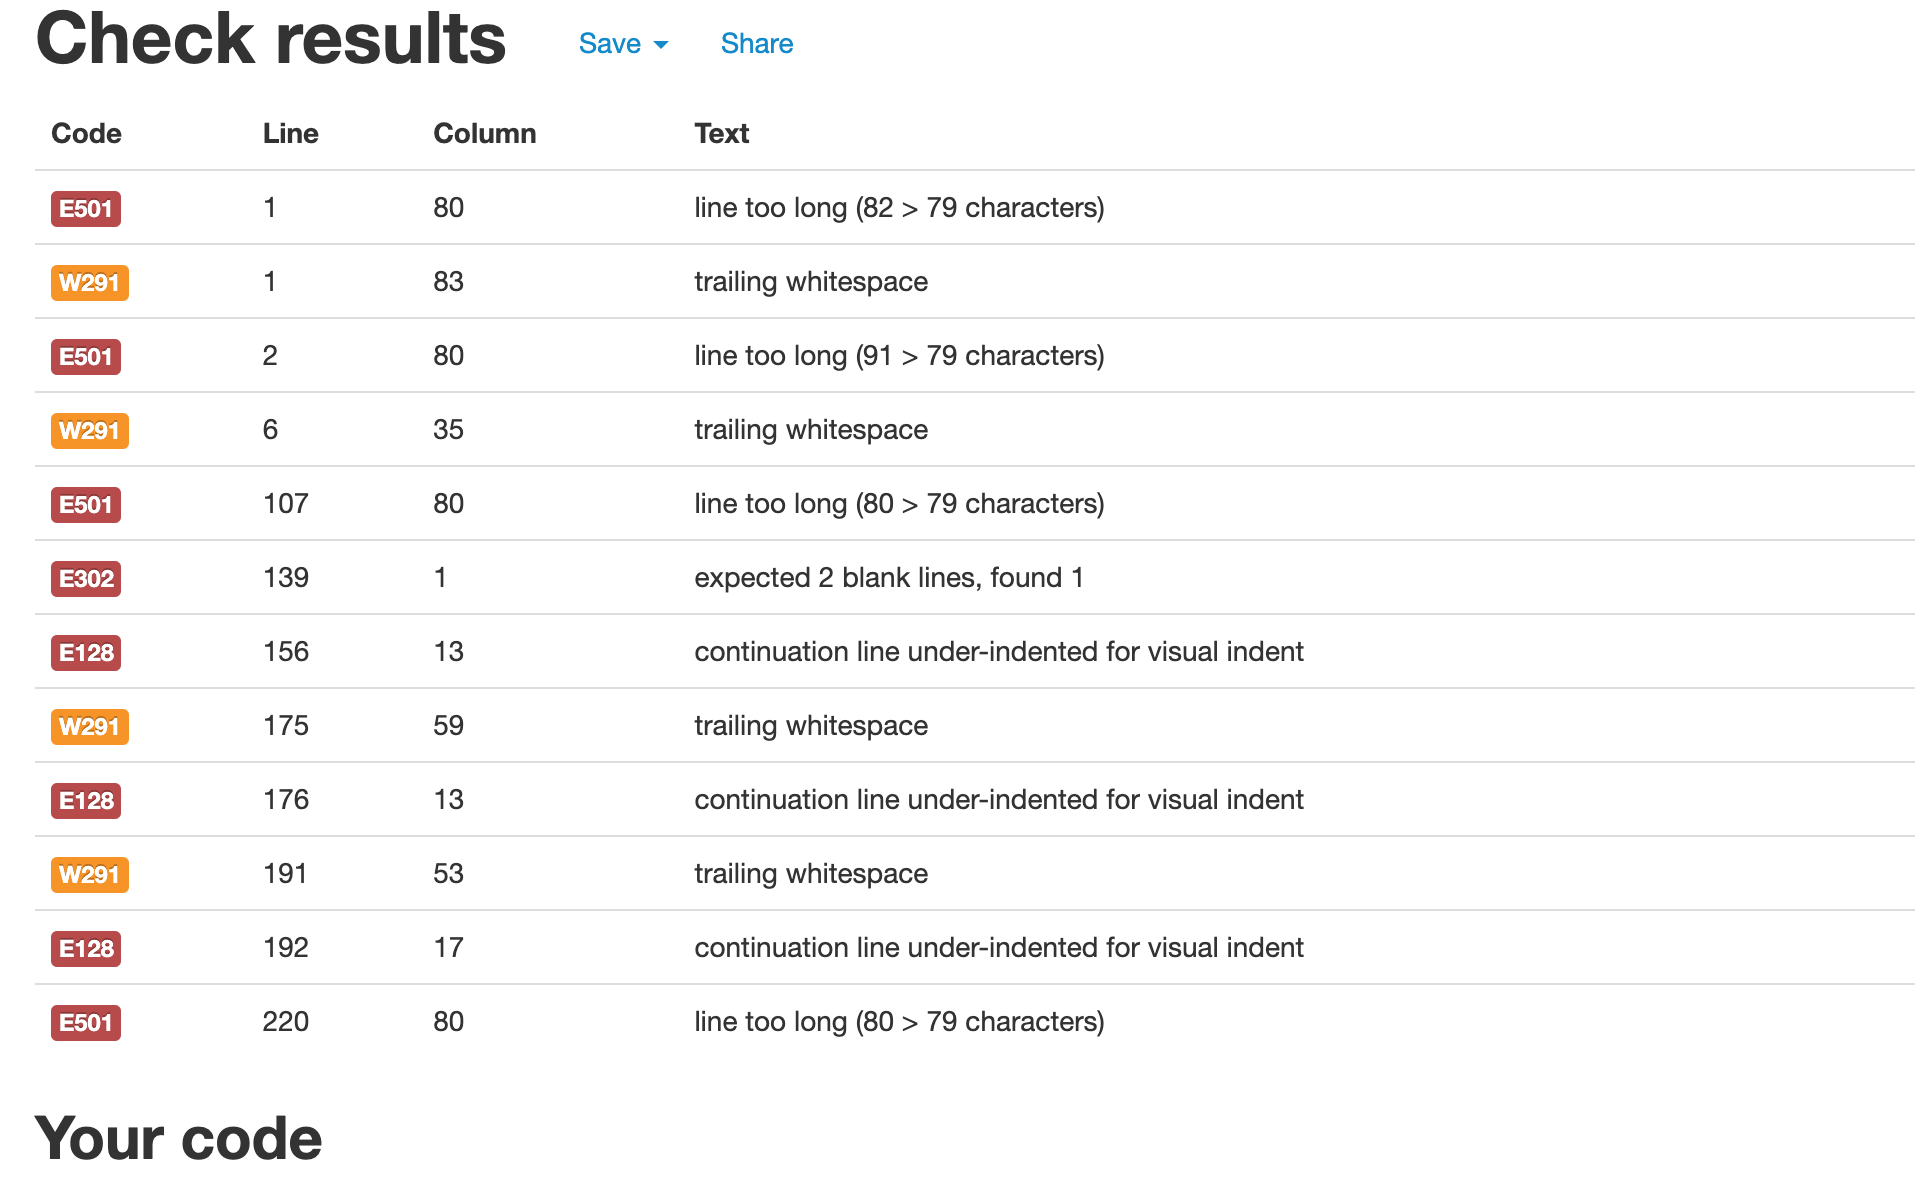 Check results Save Share
Code Line Column Text
E501 1 80 line too long (82 > 79 characters)
W291 1 83 trailing whitespace
E501 2 80 line too long (91 > 79 characters)
W291 6 35 trailing whitespace
E501 107 80 line too long (80 > 79 characters)
E302 139 1 expected 2 blank lines, found 1
E128 156 13 continuation line under-indented for visual indent
W291 175 59 trailing whitespace
E128 176 13 continuation line under-indented for visual indent
W291 191 53 trailing whitespace
E128 192 17 continuation line under-indented for visual indent
E501 220 80 line too long (80 > 79 characters)
Your code